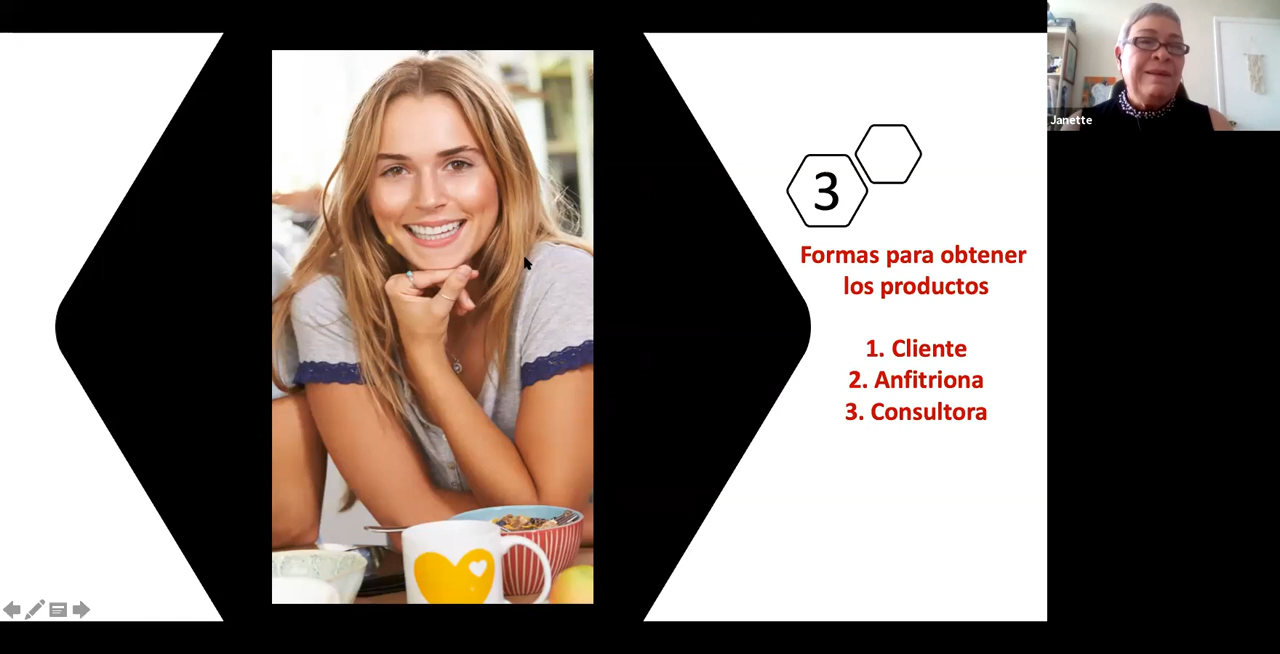 Janette
3
Formas para obtener
los productos
1. Cliente
2. Anfitriona
3. Consultora